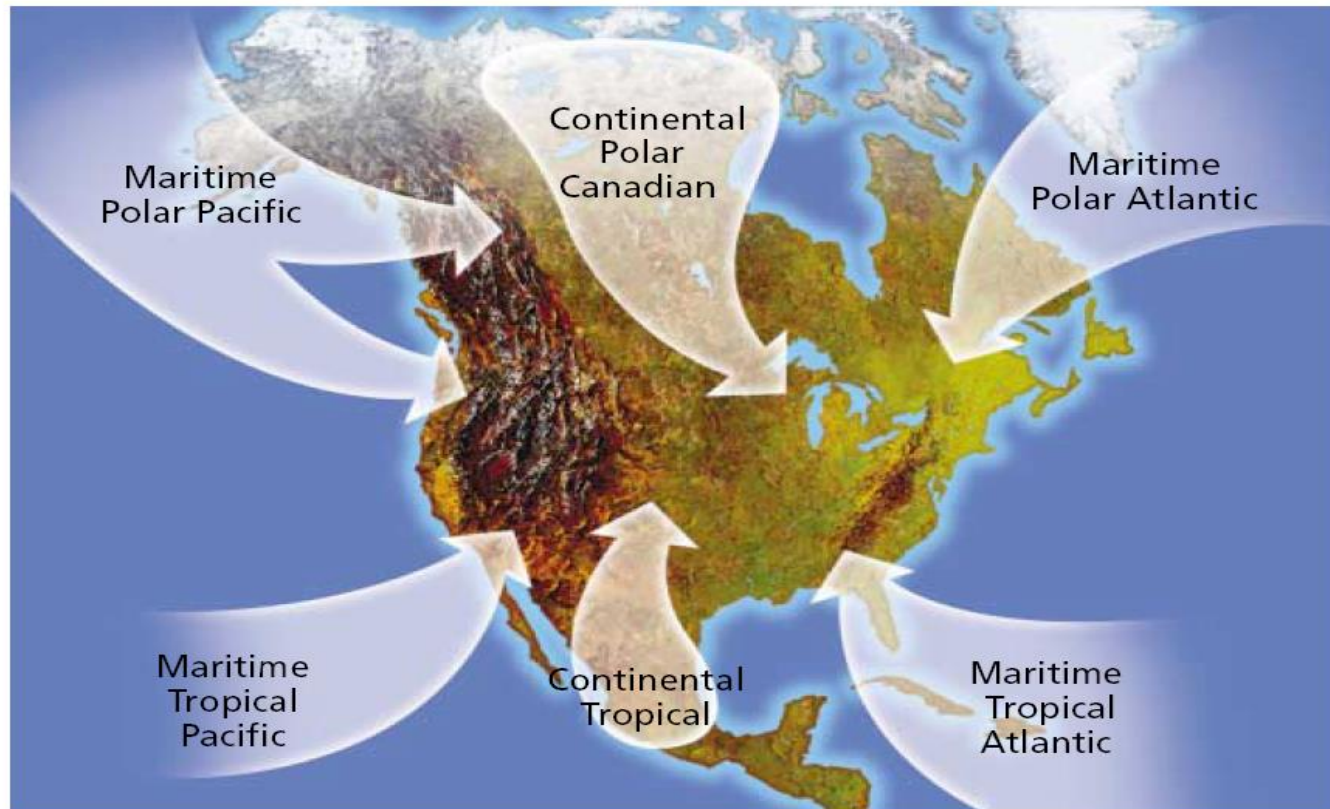 Continental
Polar
Canadian
Maritime
Polar Pacific
Maritime
Polar Atlantic
Maritime
Tropical
Pacific
Continental
Tropical
Maritime
Tropical
Atlantic